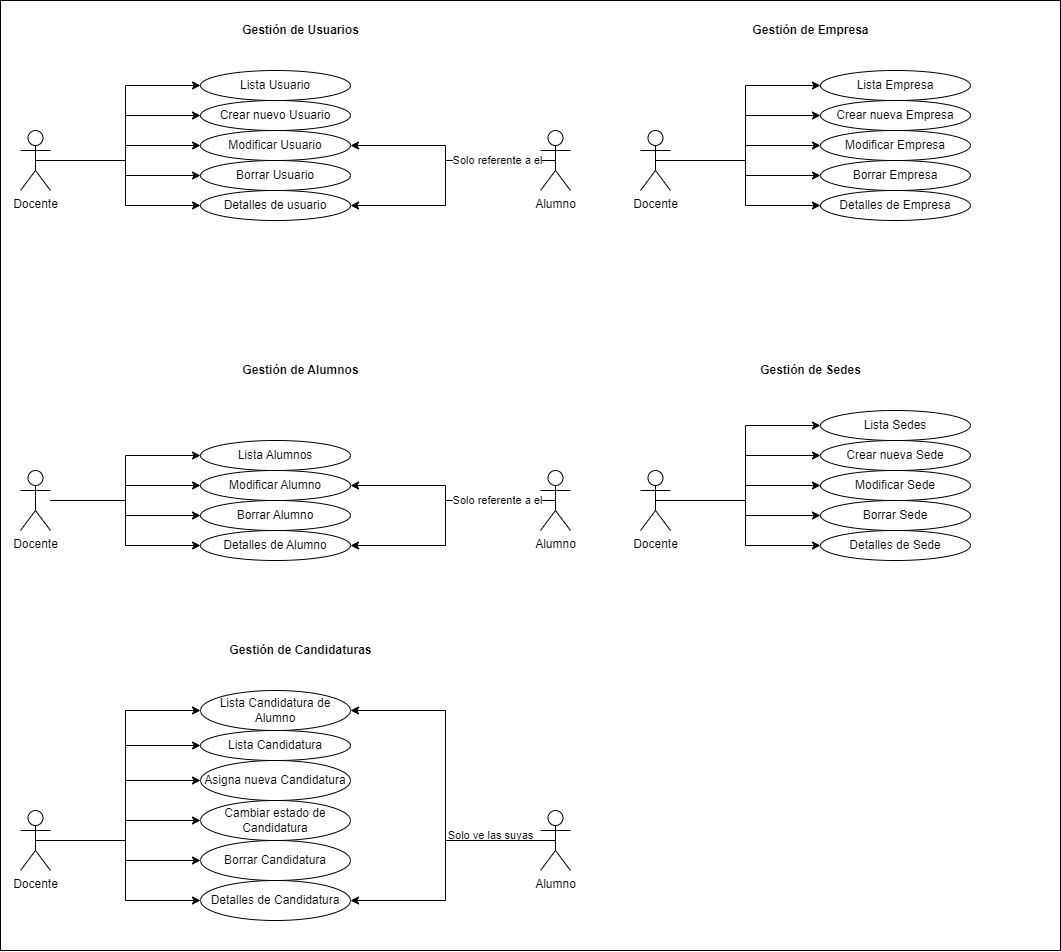 Gestión de Usuarios
Lista Usuario
Crear nuevo Usuario
Modificar Usuario
Borrar Usuario
Detalles de usuario
Docente
Solo referente a el
Alumno
Gestión de Empresa
Lista Empresa
Crear nueva Empresa
Modificar Empresa
Borrar Empresa
Detalles de Empresa
Docente
Gestión de Alumnos
Lista Alumnos
Modificar Alumno
Borrar Alumno
Detalles de Alumno
Docente
Solo referente a el
Alumno
Gestión de Sedes
Lista Sedes
Crear nueva Sede
Modificar Sede
Borrar Sede
Detalles de Sede
Docente
Gestión de Candidaturas
Lista Candidatura de
Alumno
Lista Candidatura
Asigna nueva Candidatura
Cambiar estado de
Candidatura
Borrar Candidatura
Detalles de Candidatura
Docente
Solo ve las suyas
Alumno